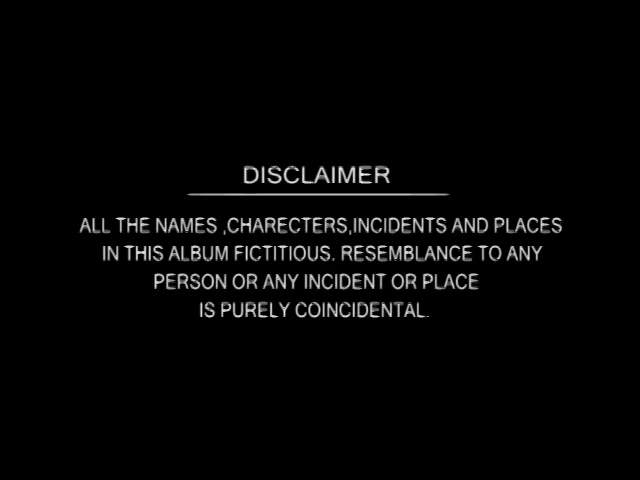 DISCLAIMER
ALL THE NAMES ,CHARECTERS,INCIDENTS AND PLACES
IN THIS ALBUM FICTITIOUS. RESEMBLANCE TO ANY
PERSON OR ANY INCIDENT OR PLACE
IS PURELY COINCIDENTAL.